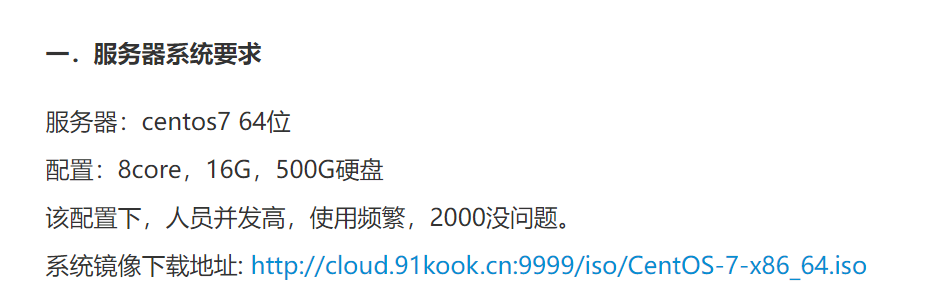 一．服务器系统要求
服务器：centos7 64位
配置：8core，16G，500G硬盘
该配置下，人员并发高，使用频繁，2000没问题。
系统镜像下载地址: http://cloud.91kook.cn:9999/iso/CentOS-7-x86_64.iso